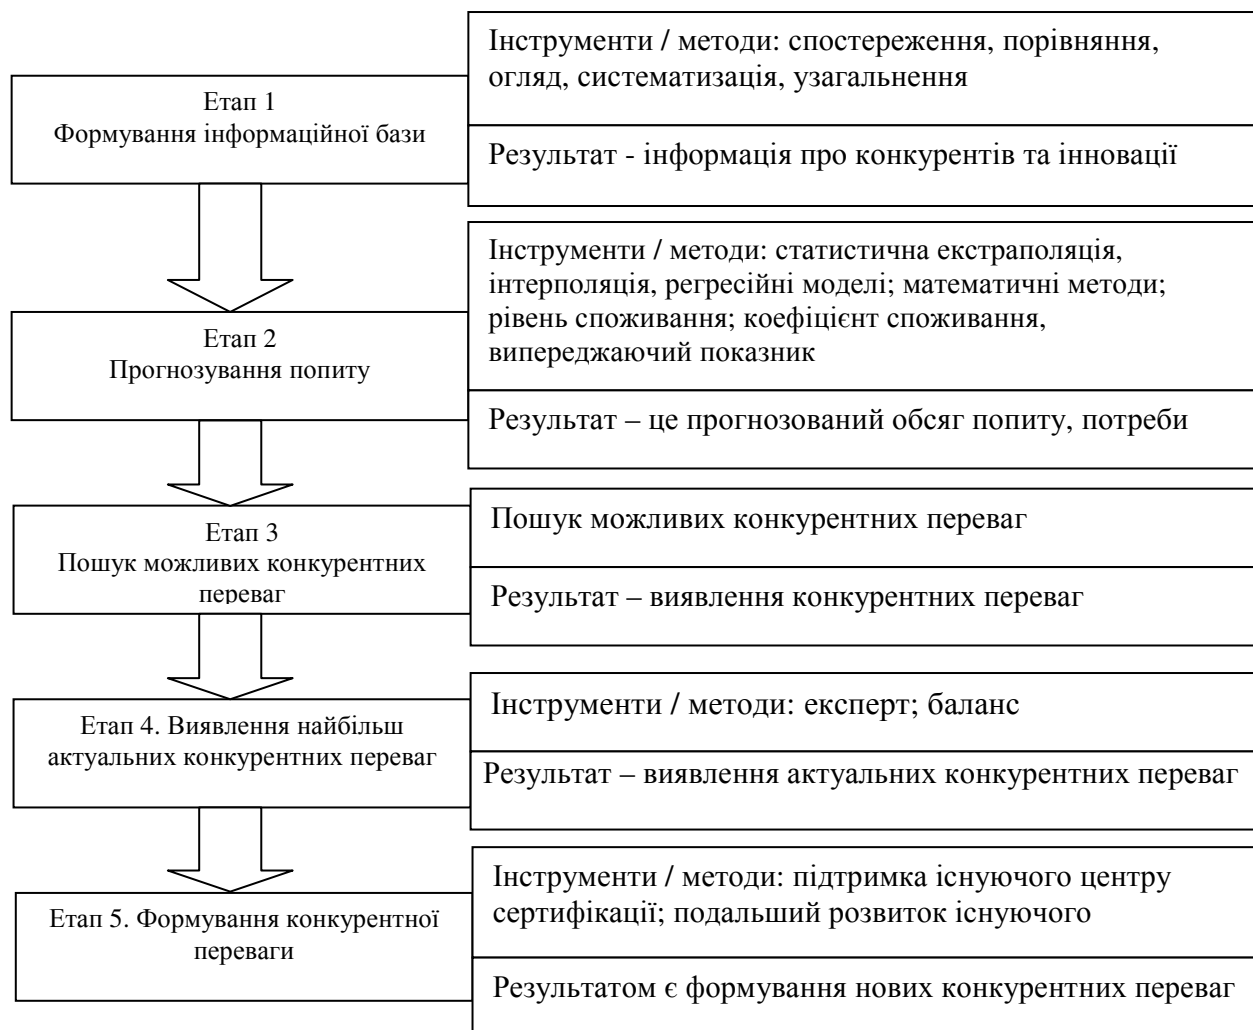 Етап 1
Формування інформаційної бази
Інструменти / методи: спостереження, порівняння,
огляд, систематизація, узагальнення
Результат - інформація про конкурентів та інновації
Етап 2
Прогнозування попиту
Інструменти / методи: статистична екстраполяція,
інтерполяція, регресійні моделі; математичні методи;
рівень споживання; коефіцієнт споживання,
випереджаючий показник
Результат – це прогнозований обсяг попиту, потреби
Етап 3
Пошук можливих конкурентних
переваг
Пошук можливих конкурентних переваг
Результат – виявлення конкурентних переваг
Етап 4. Виявлення найбільш
актуальних конкурентних переваг
Інструменти / методи: експерт; баланс
Результат – виявлення актуальних конкурентних переваг
Етап 5. Формування конкурентної
переваги
Інструменти / методи: підтримка існуючого центру
сертифікації; подальший розвиток існуючого
Результатом є формування нових конкурентних переваг